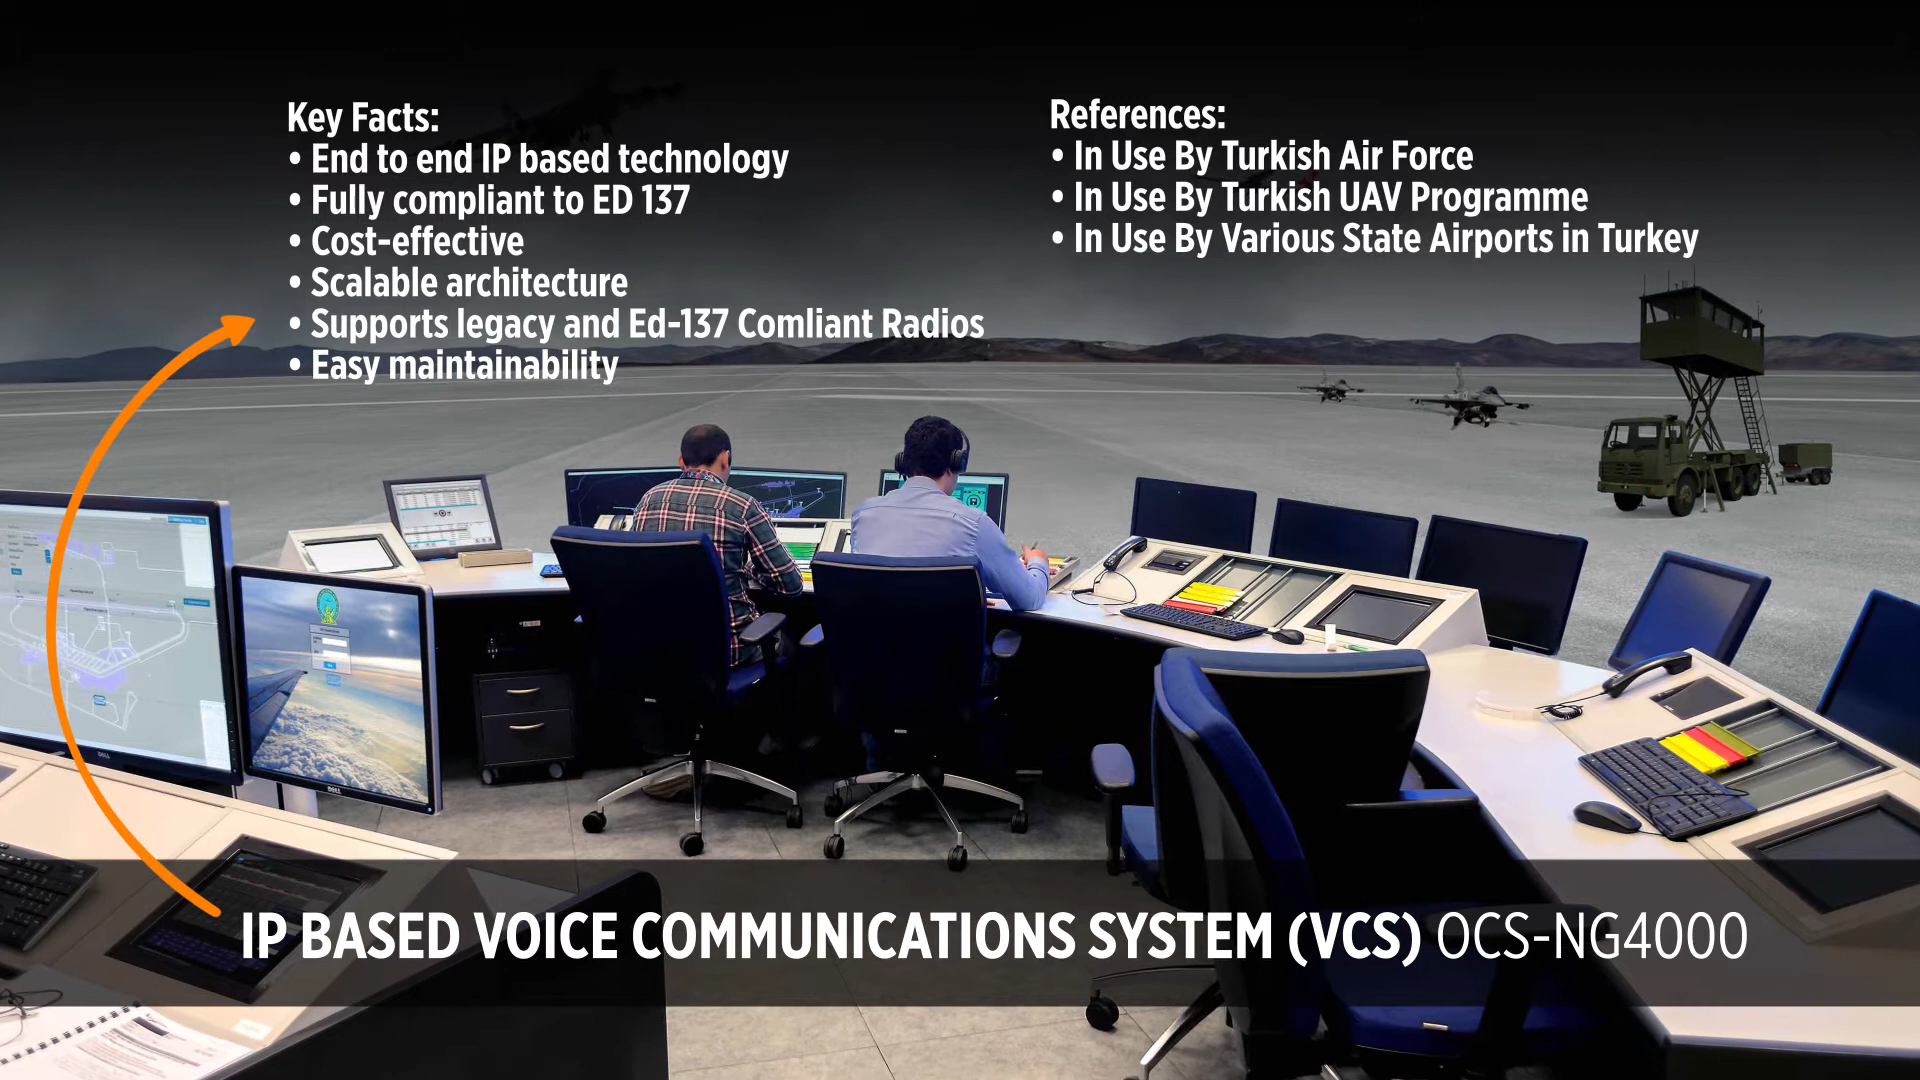 Key Facts:
• End to end IP based technology
• Fully compliant to ED 137
• Cost-effective
• Scalable architecture
• Supports legacy and Ed-137 Comliant Radios
• Easy maintainability
References:
• In Use By Turkish Air Force
• In Use By Turkish UAV Programme
• In Use By Various State Airports in Turkey
DELL
DELL
IP BASED VOICE COMMUNICATIONS SYSTEM (VCS) OCS-NG4000